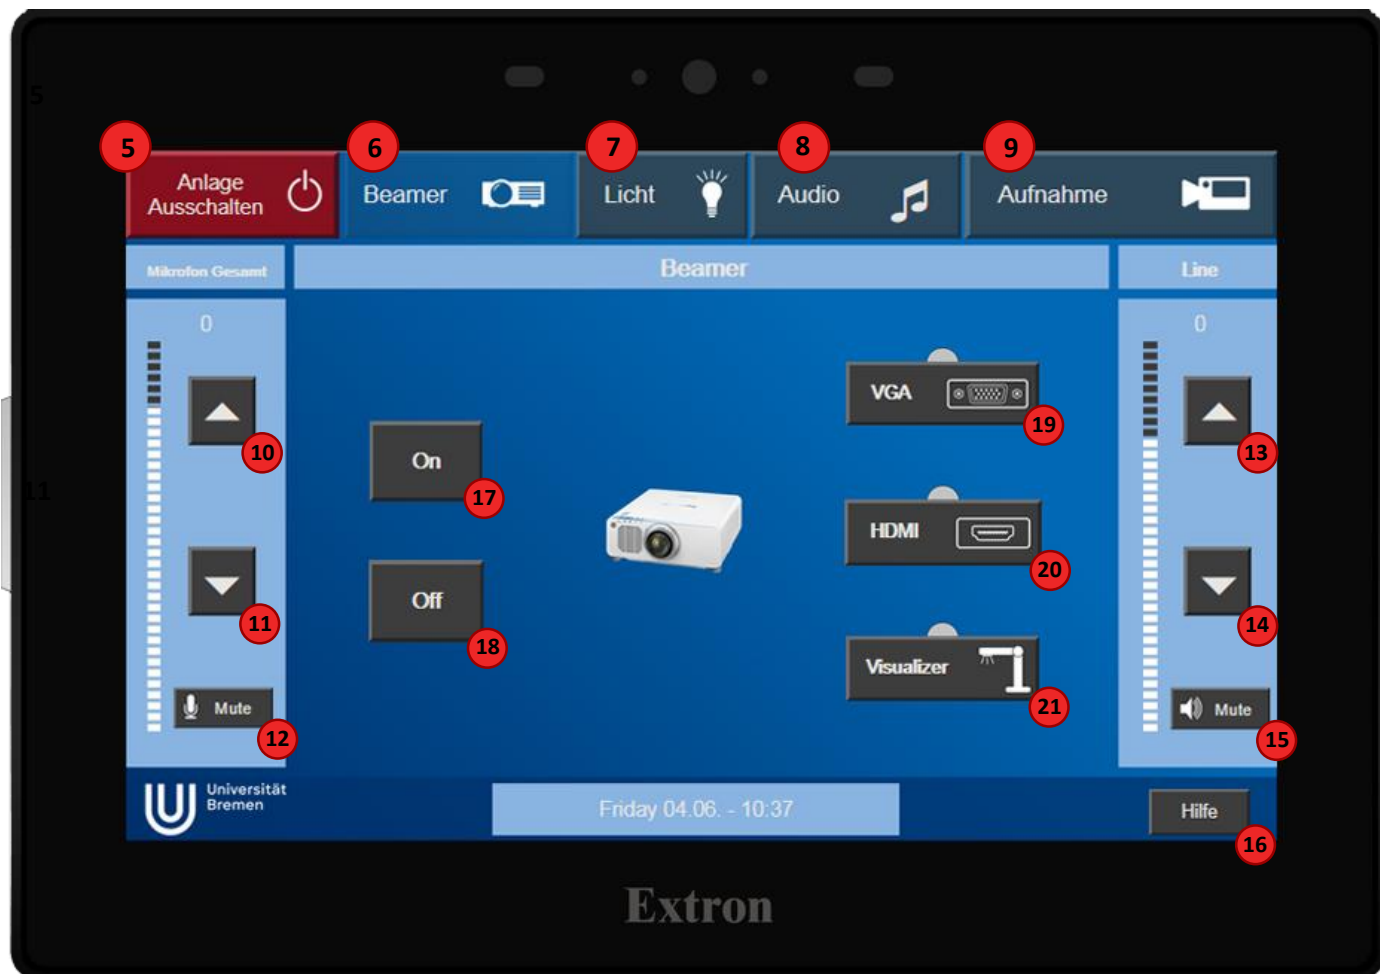 5
5
6
7
8
9
Anlage
Ausschalten
Beamer
Licht
Audio
Aufnahme
Mikrofon Gesamt
Beamer
Line
0
0
VGA
19
10
On
17
13
HDMI
20
11
Off
18
11
14
Visualizer
21
Mute
12
Mute
15
Universität
Bremen
Friday 04.06. - 10:37
Hilfe
16
Extron